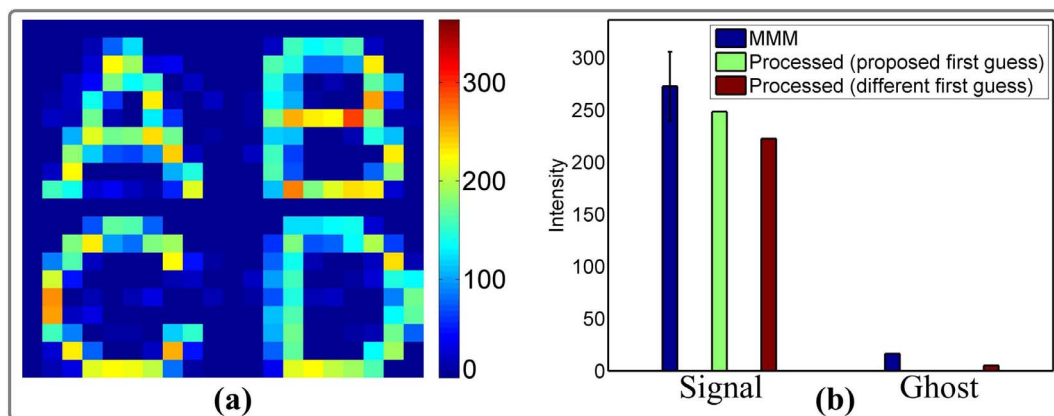 A B
C D
300
200
100
0
(a)
MMM
Processed (proposed first guess)
Processed (different first guess)
300
250
200
150
100
50
0
Intensity
Signal
(b)
Ghost